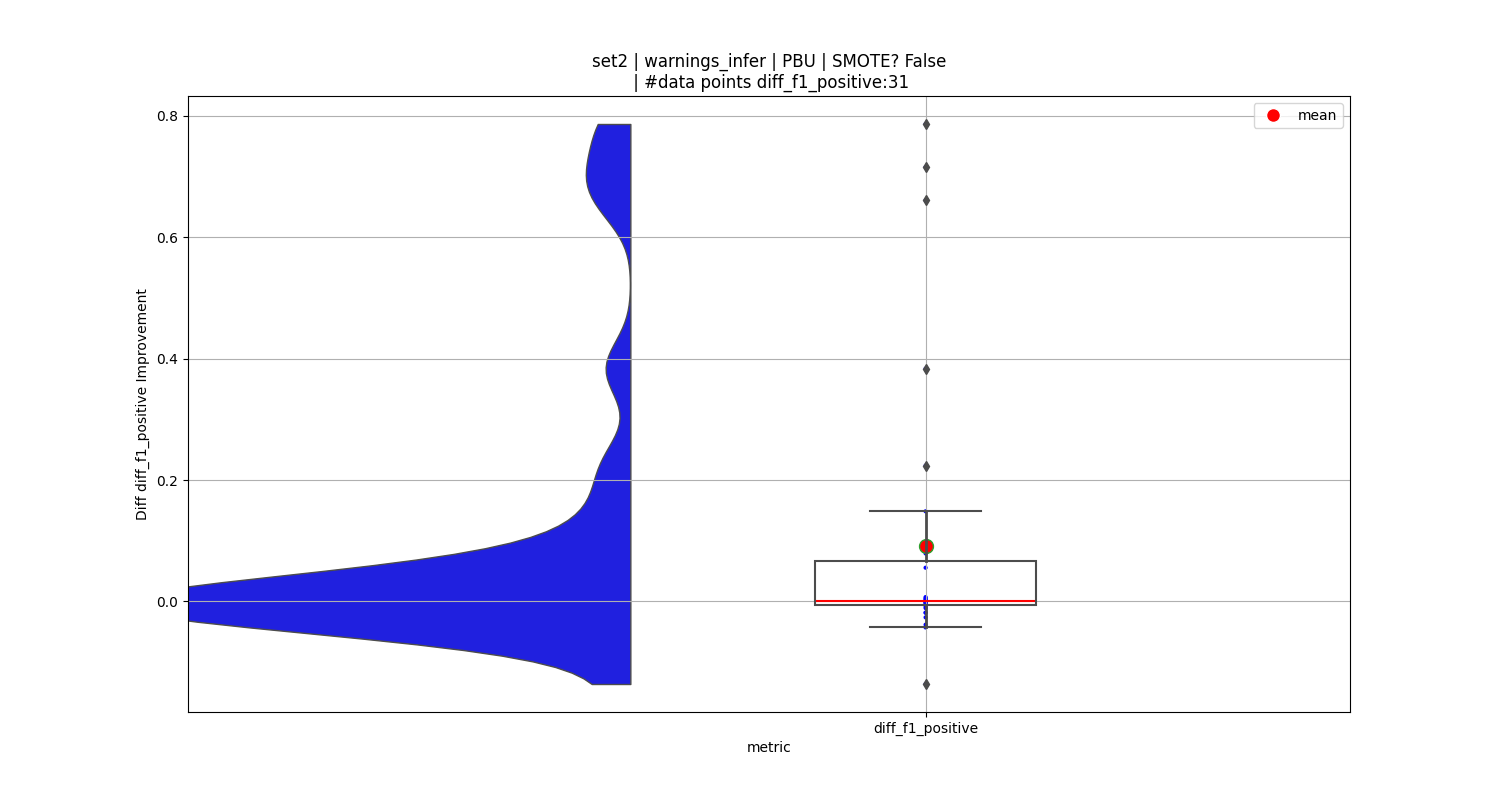 set2 | warnings_infer | PBU | SMOTE? False
| #data points diff_f1_positive:31
mean
0.8
0.6
0.4
0.2
0.0
Diff diff_f1_positive Improvement
diff_f1_positive
metric